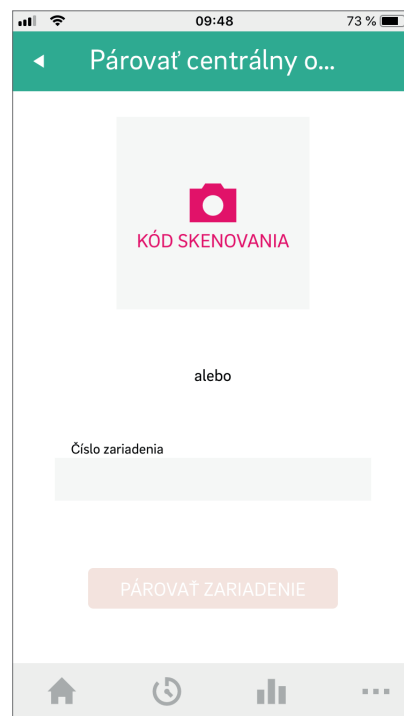 09:48
73 %
Párovať centrálny o...
KÓD SKENOVANIA
alebo
Číslo zariadenia
PÁROVAŤ ZARIADENIE